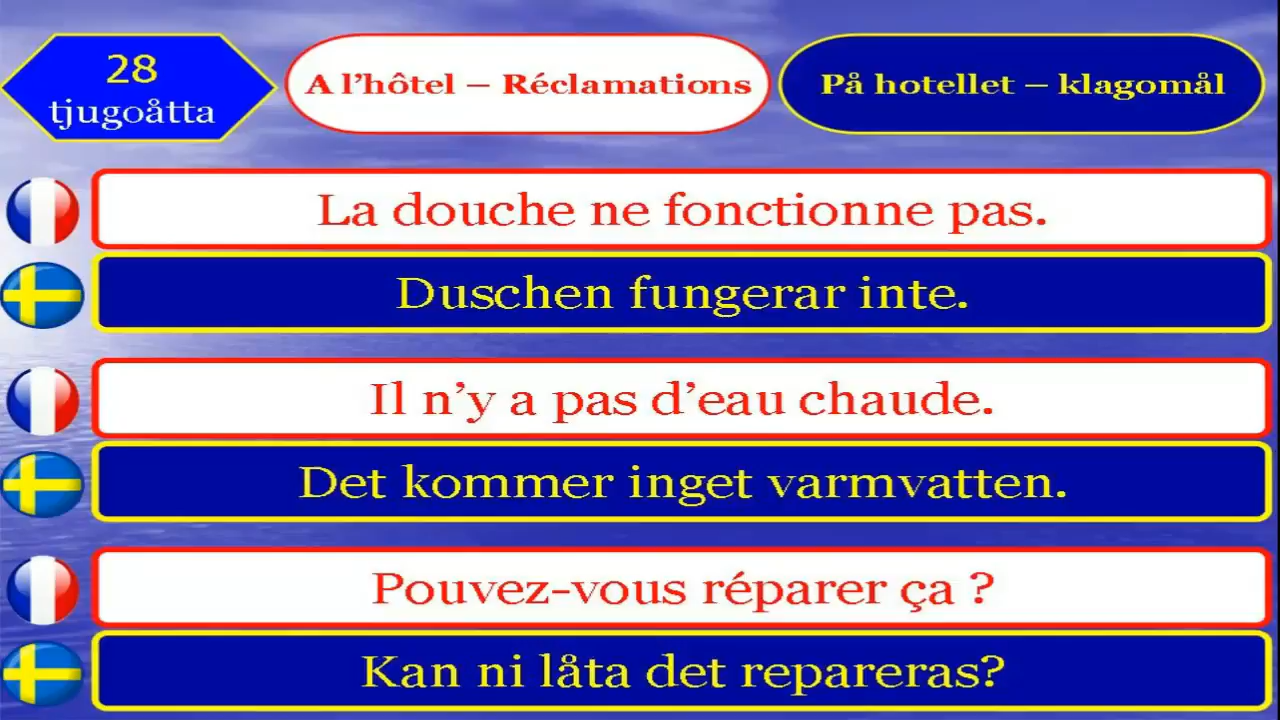 28
tjugoåtta
A l’hôtel – Réclamations
På hotellet – klagomål
La douche ne fonctionne pas.
Duschen fungerar inte.
Il n’y a pas d’eau chaude.
Det kommer inget varmvatten.
Pouvez-vous réparer ça ?
Kan ni låta det repareras?